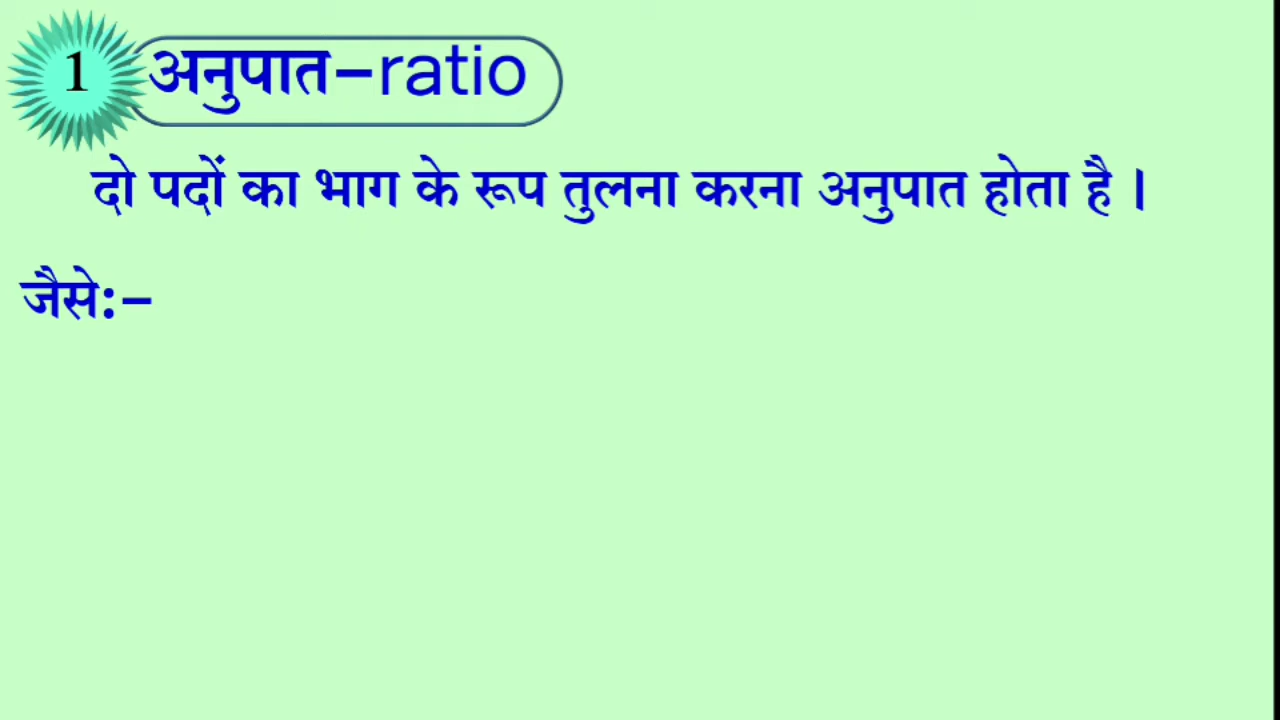 1 अनुपात-ratio
दो पदों का भाग के रूप तुलना करना अनुपात होता है ।
जैसे:-